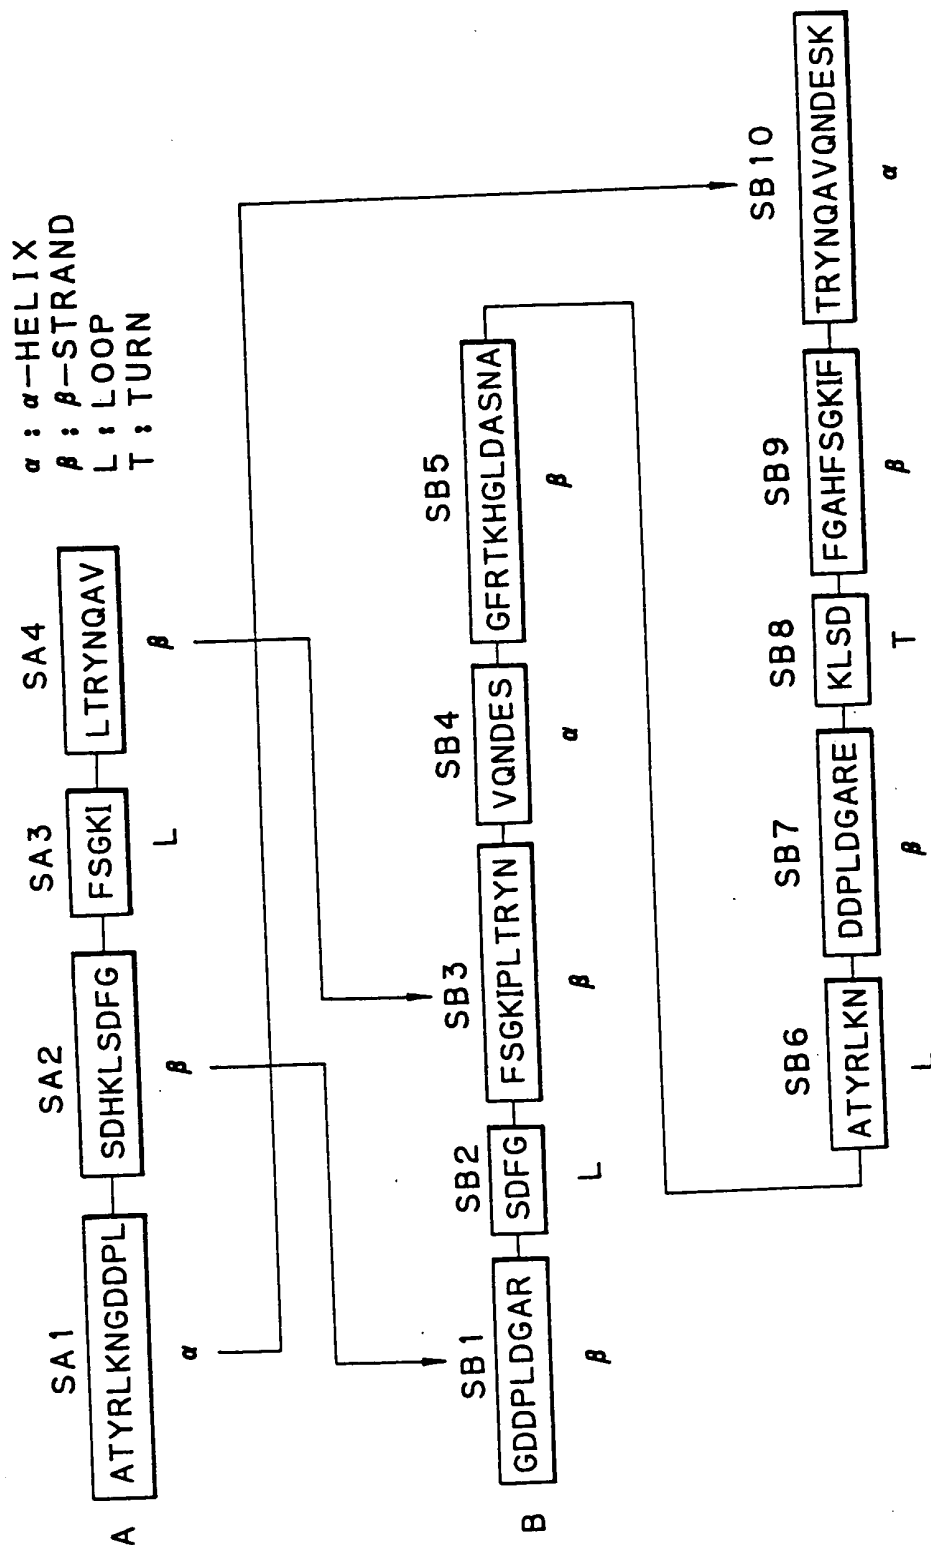 α : α-HELIX
β : β-STRAND
L : LOOP
T : TURN
SA1 SA2 SA3 SA4
A ATYRLKNGDDPL SDHKLSDFG FSGKI LTRYNQAV
α β L β
SB1 SB2 SB3 SB4 SB5
B GDDPLDGAR SDFG FSGKIPLTRYN VQNDES GFRTKHGLDASNA
β L β α β
SB6 SB7 SB8 SB9 SB10
ATYRLKN DDPLDGARE KLSD FGAHFSGKIF TRYNQAVQNDESK
L β T β α